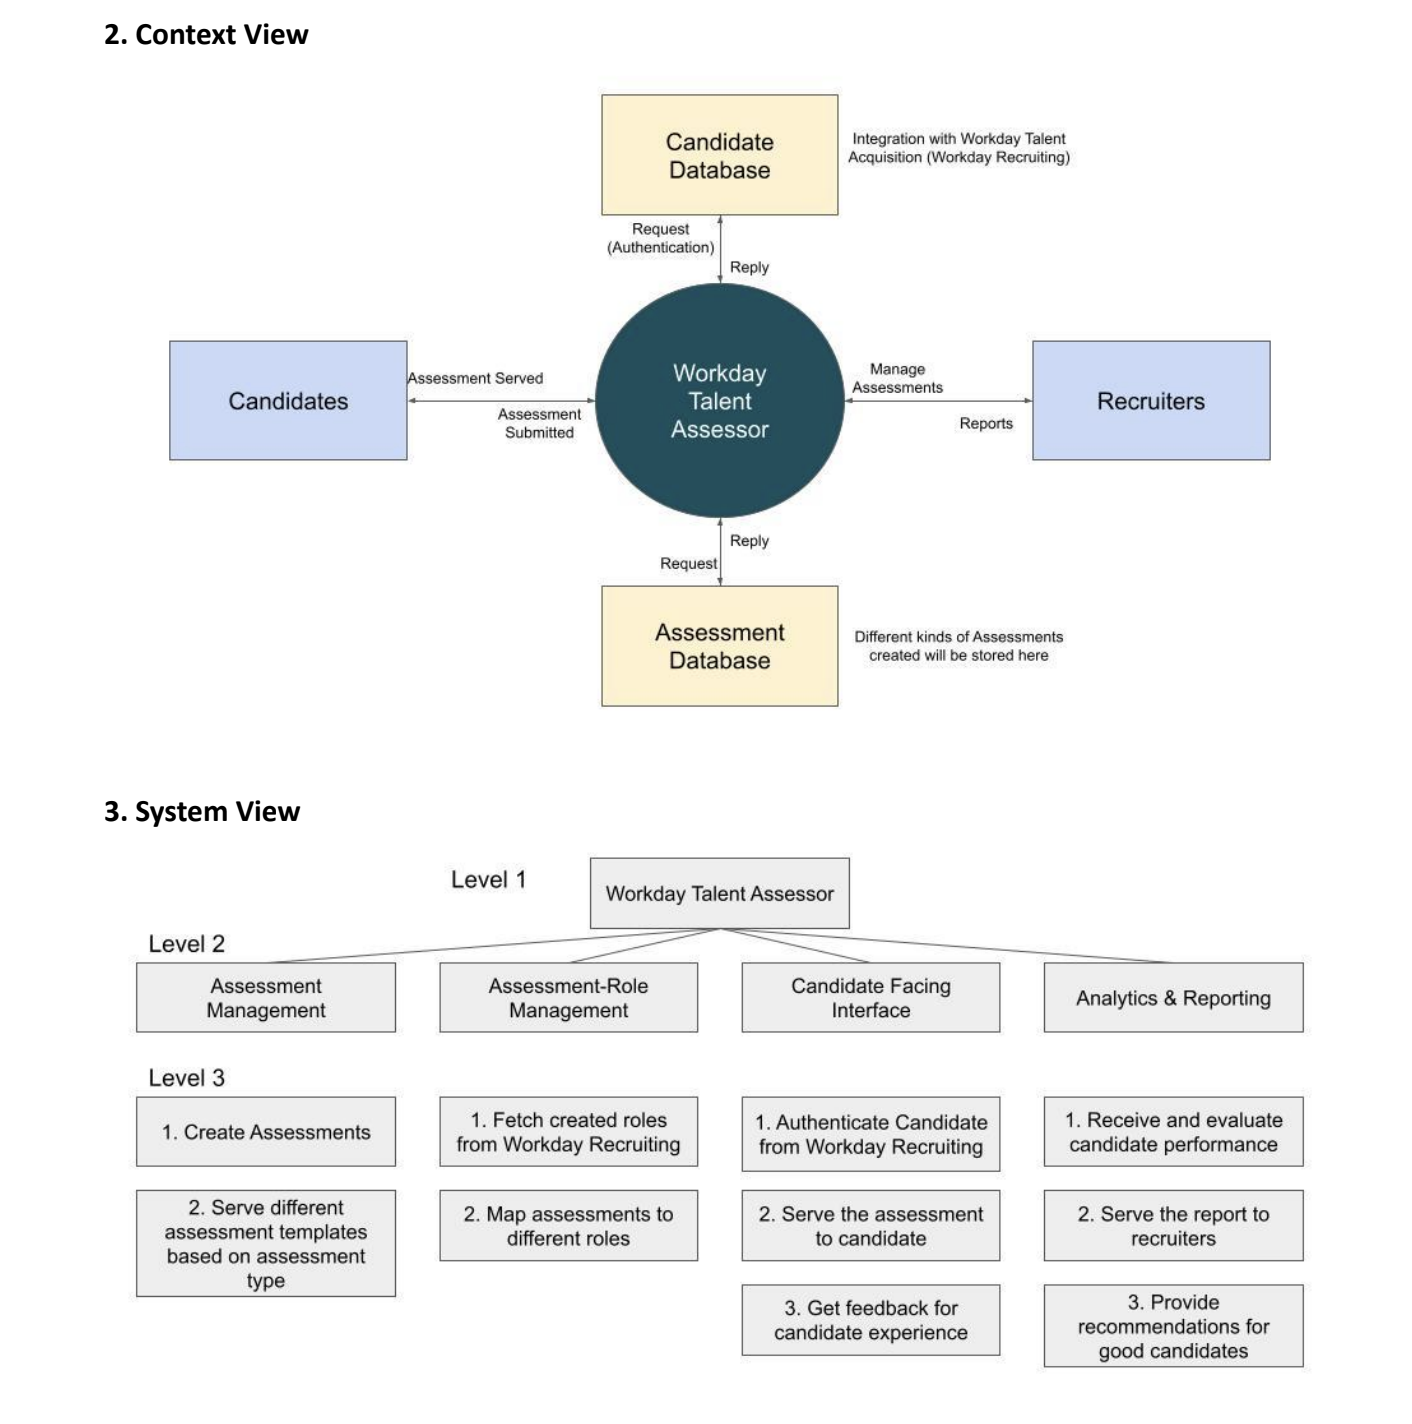 2. Context View
Candidate
Database
Integration with Workday Talent
Acquisition (Workday Recruiting)
Request
(Authentication)
Reply
Candidates
Assessment Served
Assessment
Submitted
Workday
Talent
Assessor
Manage
Assessments
Reports
Recruiters
Reply
Request
Assessment
Database
Different kinds of Assessments
created will be stored here
3. System View
Level 1
Workday Talent Assessor
Level 2
Assessment
Management
Assessment-Role
Management
Candidate Facing
Interface
Analytics & Reporting
Level 3
1. Create Assessments
1. Fetch created roles
from Workday Recruiting
1. Authenticate Candidate
from Workday Recruiting
1. Receive and evaluate
candidate performance
2. Serve different
assessment templates
based on assessment
type
2. Map assessments to
different roles
2. Serve the assessment
to candidate
2. Serve the report to
recruiters
3. Get feedback for
candidate experience
3. Provide
recommendations for
good candidates